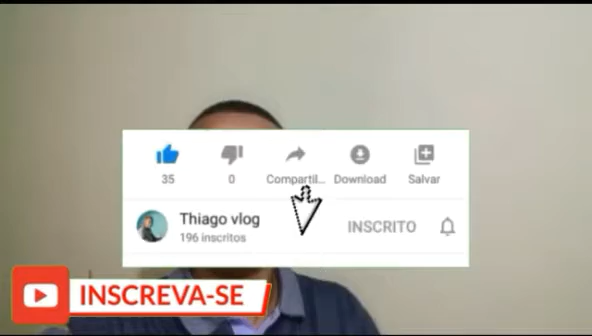 35 0 Compartil... Download Salvar
Thiago vlog
196 inscritos
INSCRITO
INSCREVA-SE